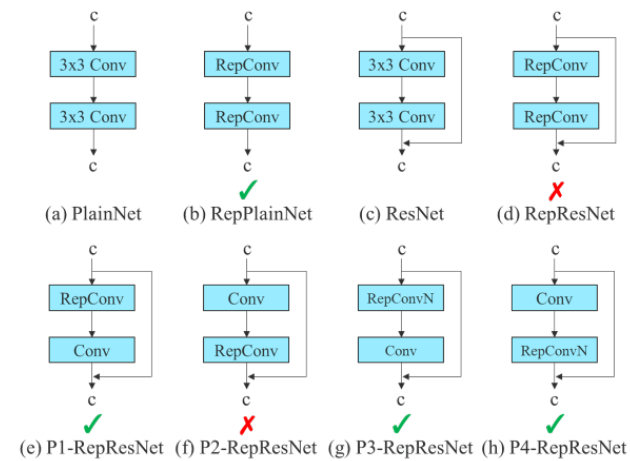 c c c c
3x3 Conv RepConv 3x3 Conv RepConv
3x3 Conv RepConv 3x3 Conv RepConv
c c c c
✓ ✗
(a) PlainNet (b) RepPlainNet (c) ResNet (d) RepResNet
c c c c
RepConv Conv RepConvN Conv
Conv RepConv Conv RepConvN
c c c c
✓ ✗ ✓ ✓
(e) P1-RepResNet (f) P2-RepResNet (g) P3-RepResNet (h) P4-RepResNet